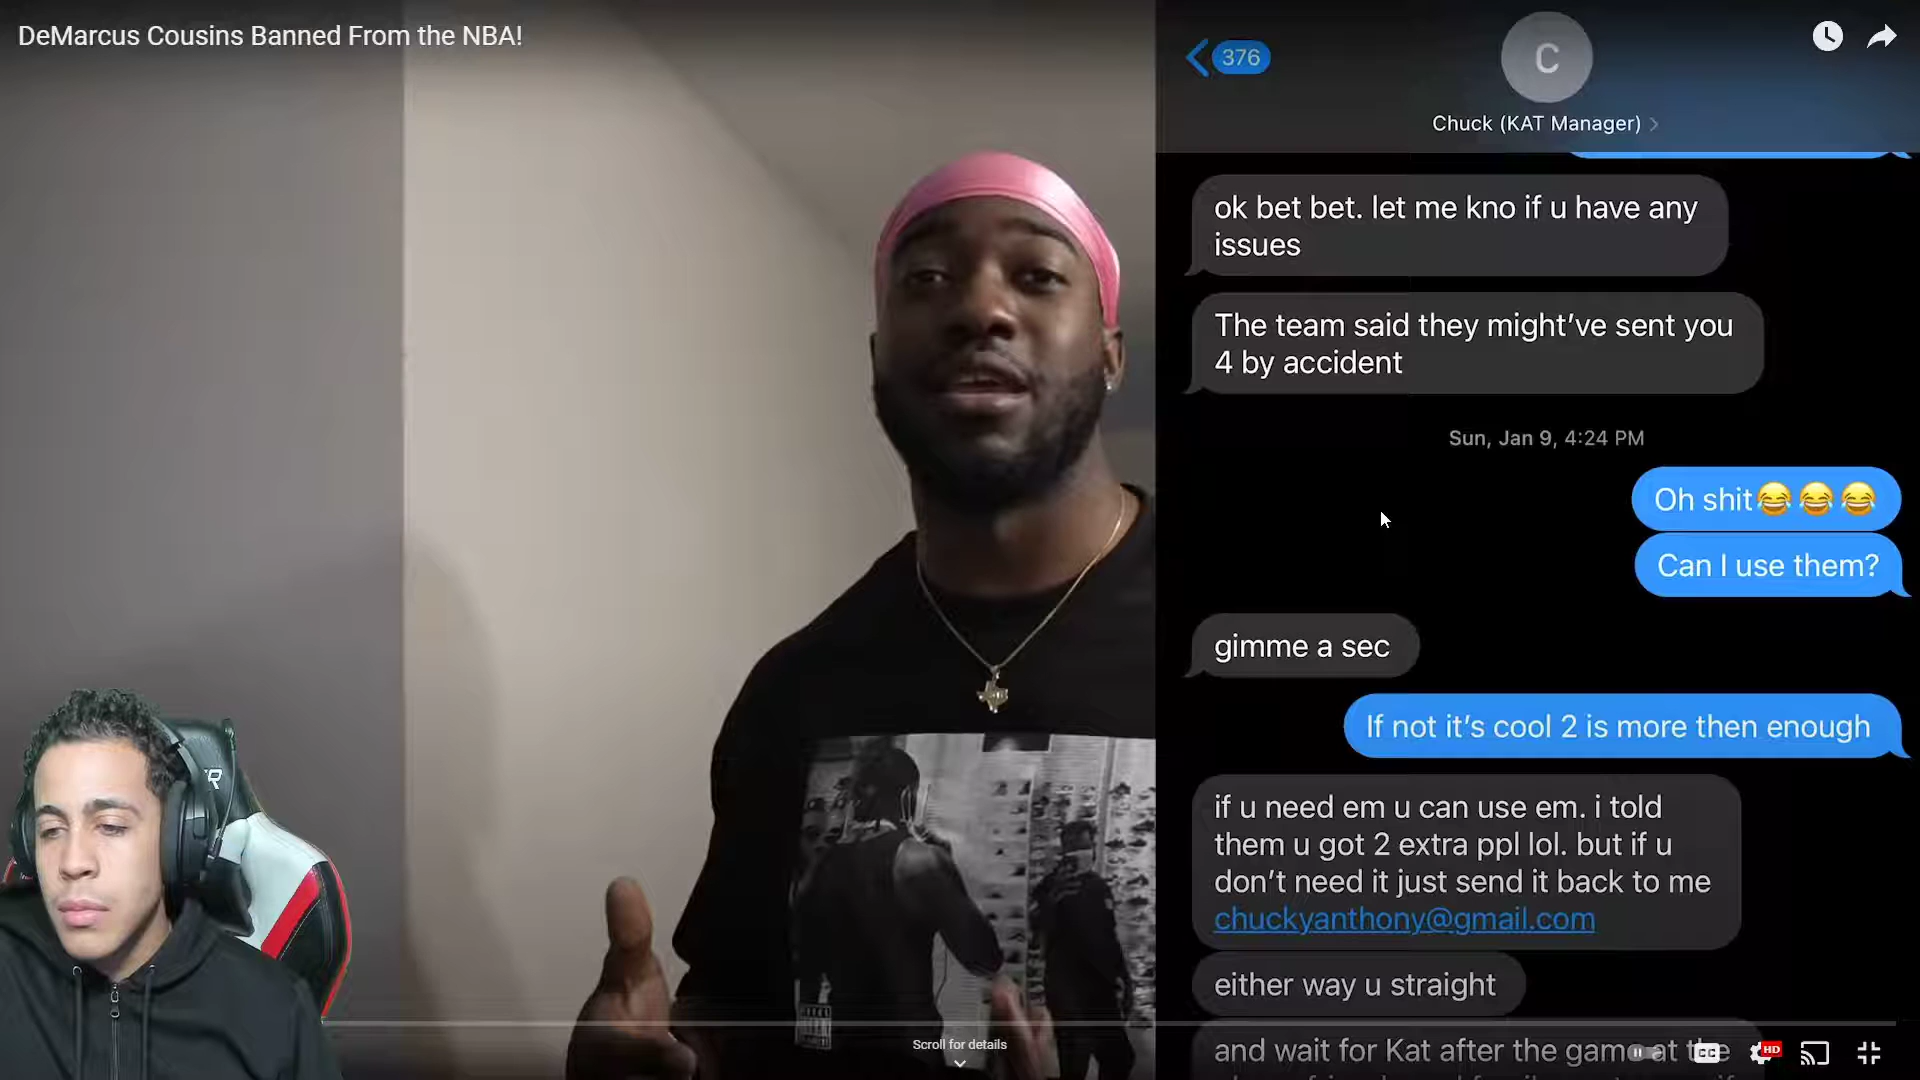 DeMarcus Cousins Banned From the NBA!
376
C
Chuck (KAT Manager)
ok bet bet. let me kno if u have any
issues
The team said they might’ve sent you
4 by accident
Sun, Jan 9, 4:24 PM
Oh shit😂😂😂
Can I use them?
gimme a sec
If not it’s cool 2 is more then enough
if u need em u can use em. i told
them u got 2 extra ppl lol. but if u
don’t need it just send it back to me
chuckyanthony@gmail.com
either way u straight
and wait for Kat after the game at the
Scroll for details
CC
HD